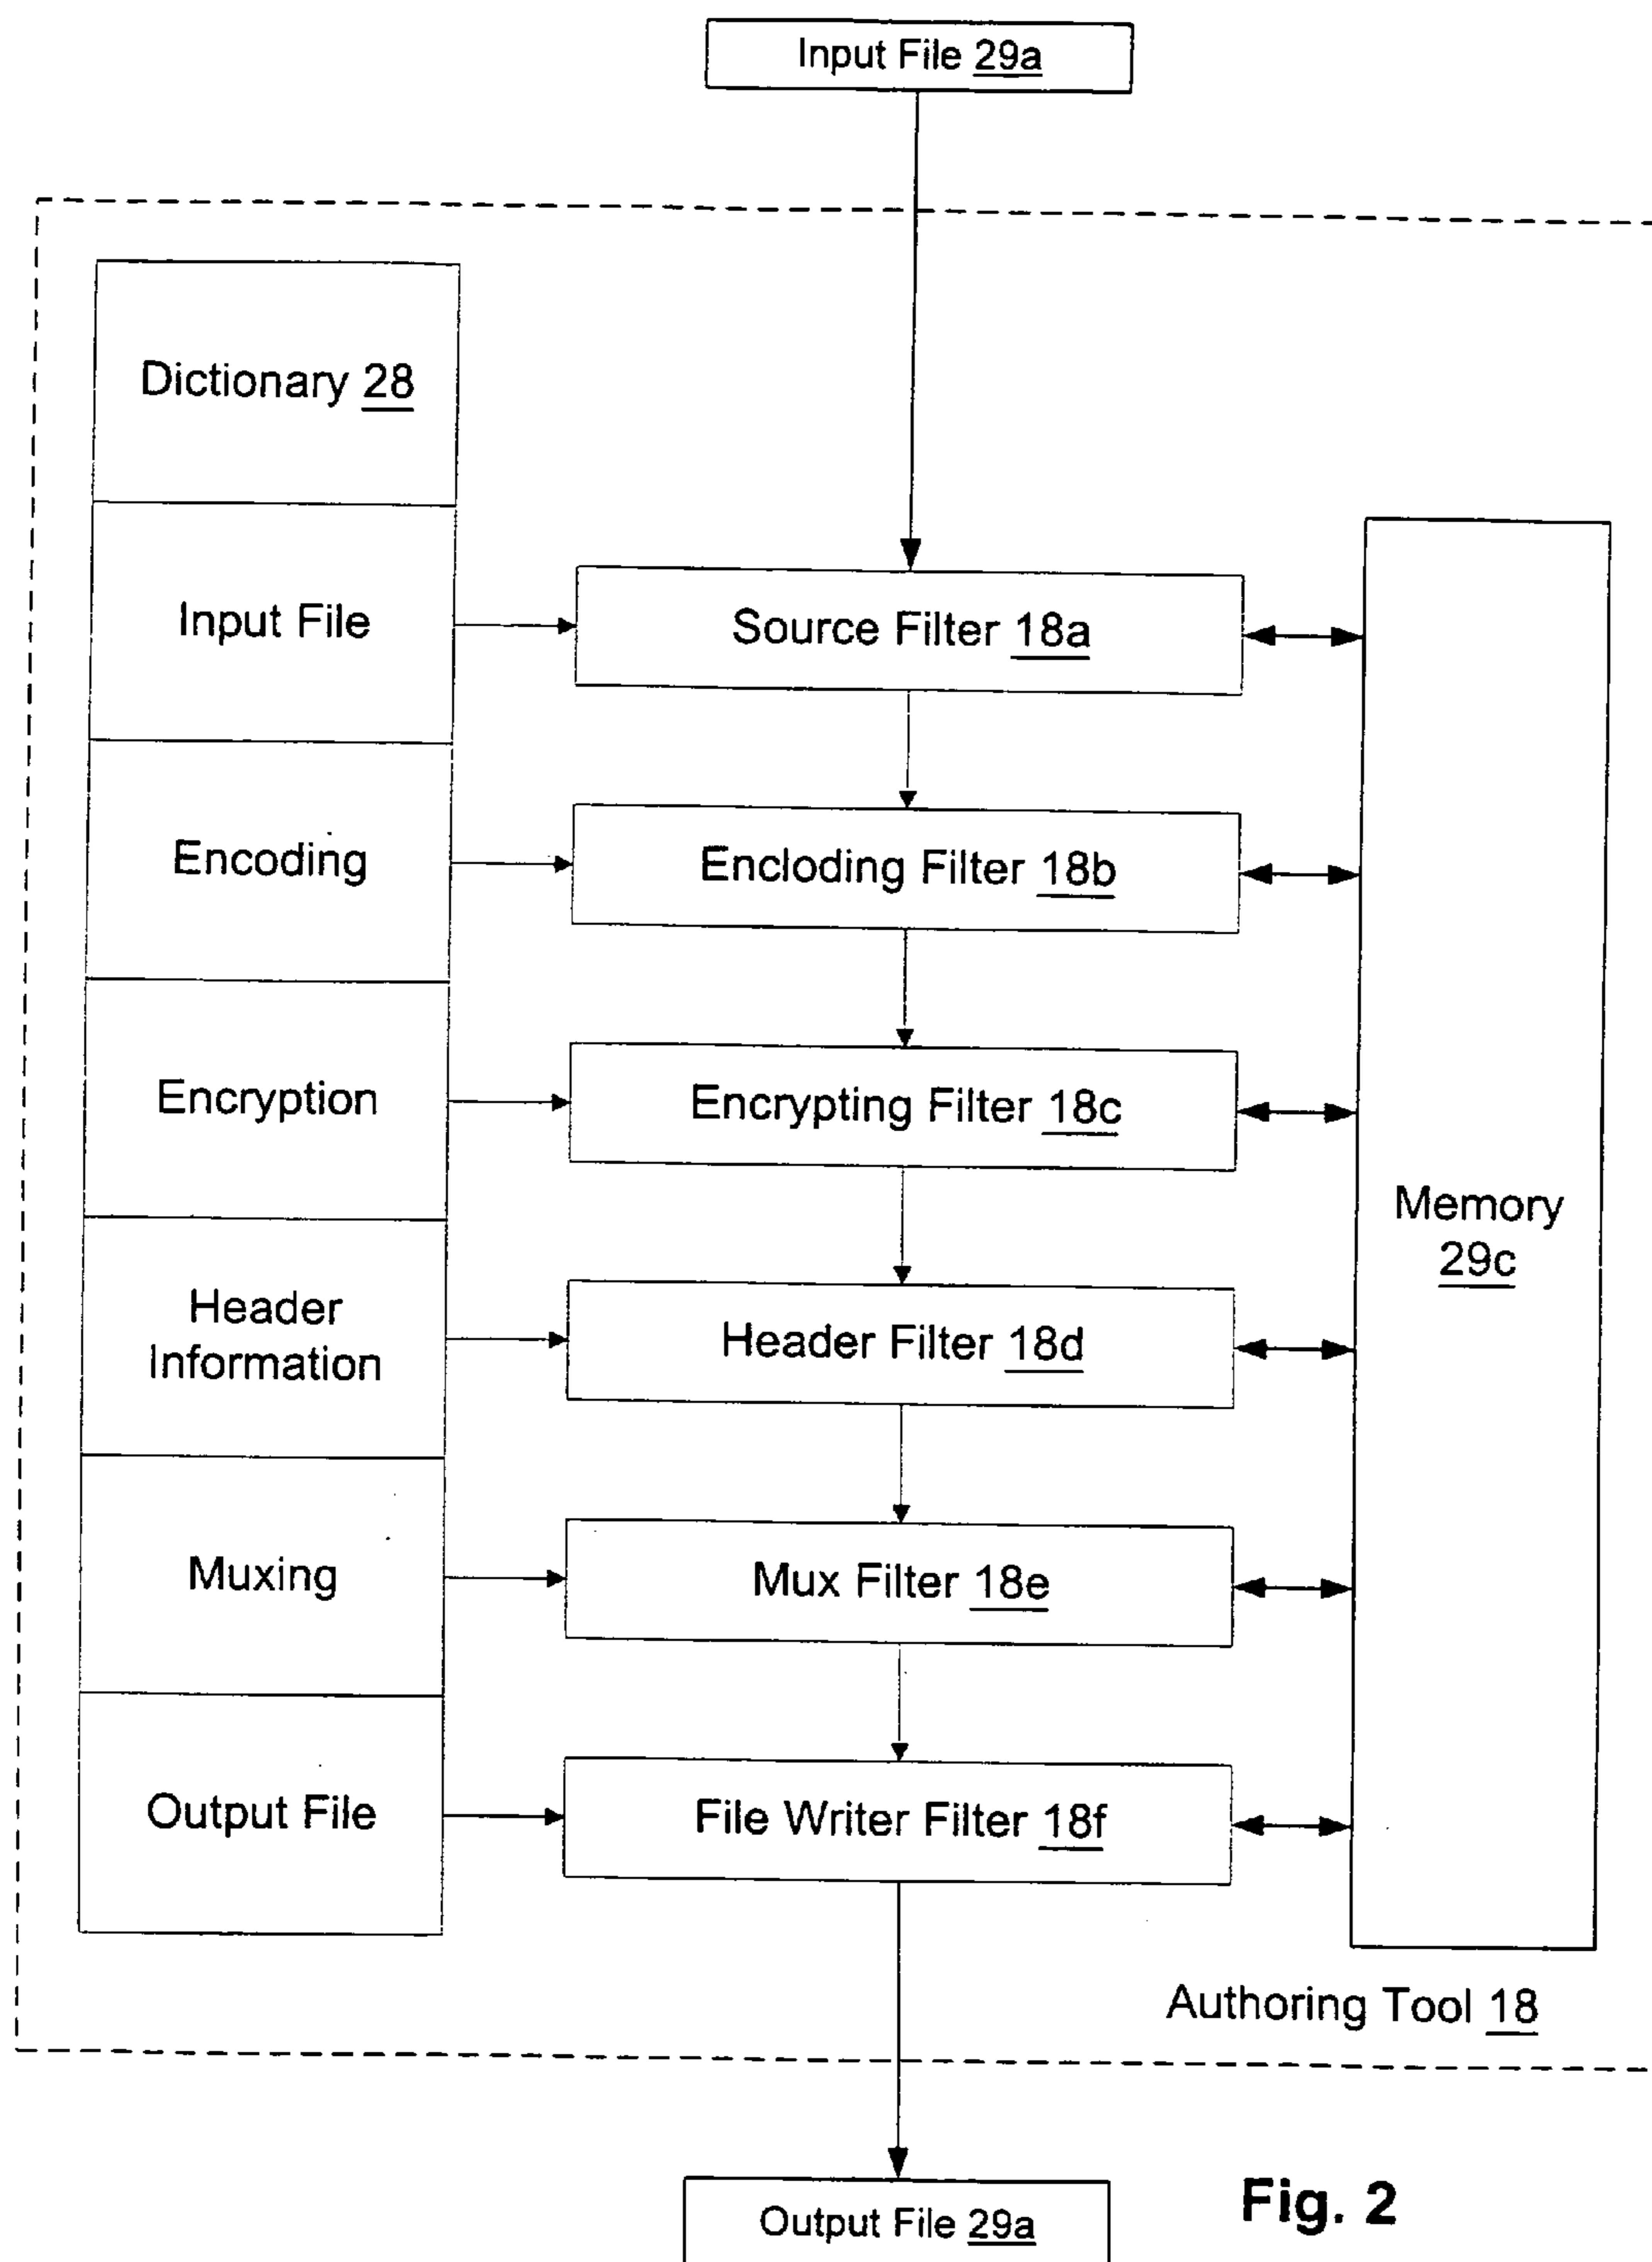 Input File 29a
Dictionary 28
Input File
Source Filter 18a
Encoding
Encloding Filter 18b
Encryption
Encrypting Filter 18c
Memory
29c
Header
Information
Header Filter 18d
Muxing
Mux Filter 18e
Output File
File Writer Filter 18f
Authoring Tool 18
Output File 29a
Fig. 2